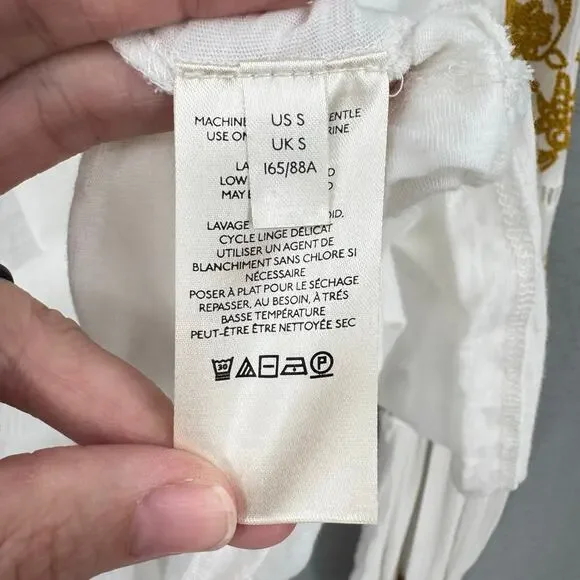 US S
UK S
165/88A
MACHINE ENTLE
USE ON RINE
LA
LOW D
MAY
LAVAGE OID,
CYCLE LINGE DÉLICAT
UTILISER UN AGENT DE
BLANCHIMENT SANS CHLORE SI
NÉCESSAIRE
POSER À PLAT POUR LE SÉCHAGE
REPASSER, AU BESOIN, À TRÉS
BASSE TEMPÉRATURE
PEUT-ÊTRE ÊTRE NETTOYÉE SEC
30 P